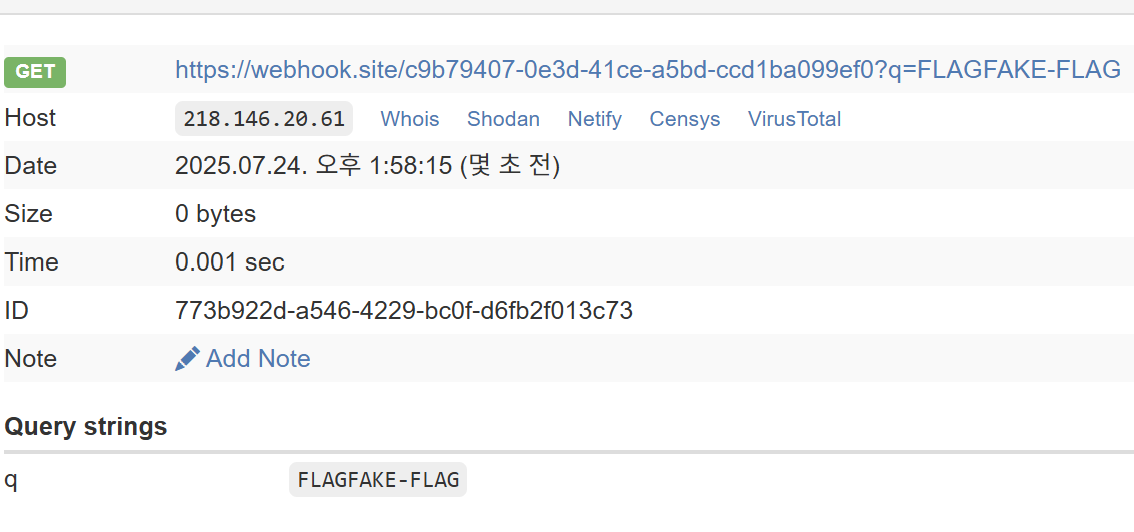 GET https://webhook.site/c9b79407-0e3d-41ce-a5bd-ccd1ba099ef0?q=FLAGFAKE-FLAG
Host 218.146.20.61 Whois Shodan Netify Censys VirusTotal
Date 2025.07.24. 오후 1:58:15 (몇 초 전)
Size 0 bytes
Time 0.001 sec
ID 773b922d-a546-4229-bc0f-d6fb2f013c73
Note Add Note
Query strings
q FLAGFAKE-FLAG